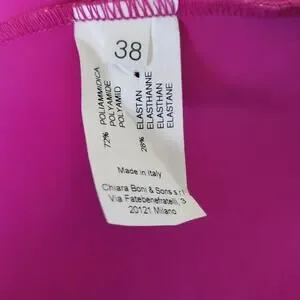 38
72% POLIAMMIDICA
POLYAMIDE
POLYAMID
28% ELASTAN
ELASTHANNE
ELASTHAN
ELASTANE
Made in Italy
Chiara Boni & Sons s.r.l
Via Fatebenefratelli, 3
20121 Milano